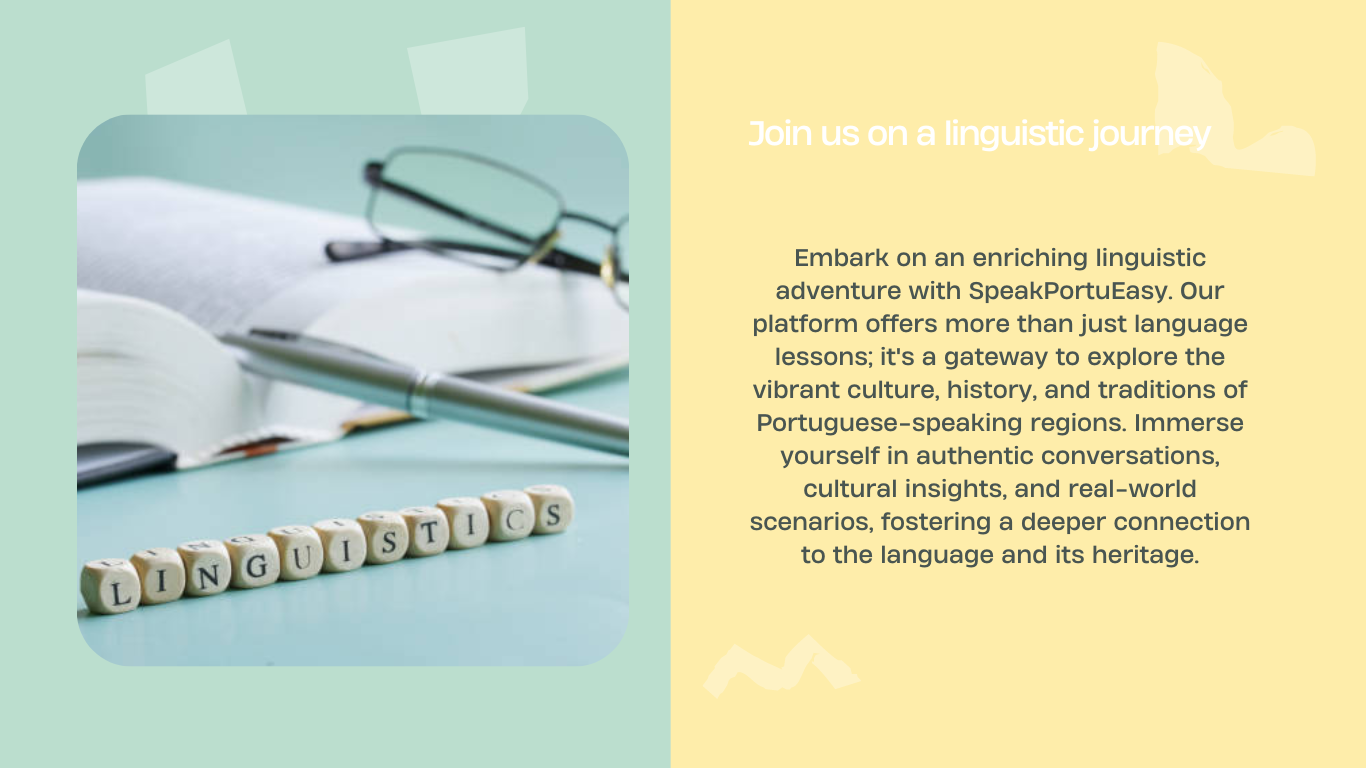 Join us on a linguistic journey
Embark on an enriching linguistic
adventure with SpeakPortuEasy. Our
platform offers more than just language
lessons; it's a gateway to explore the
vibrant culture, history, and traditions of
Portuguese-speaking regions. Immerse
yourself in authentic conversations,
cultural insights, and real-world
scenarios, fostering a deeper connection
to the language and its heritage.
LINGUISTICS